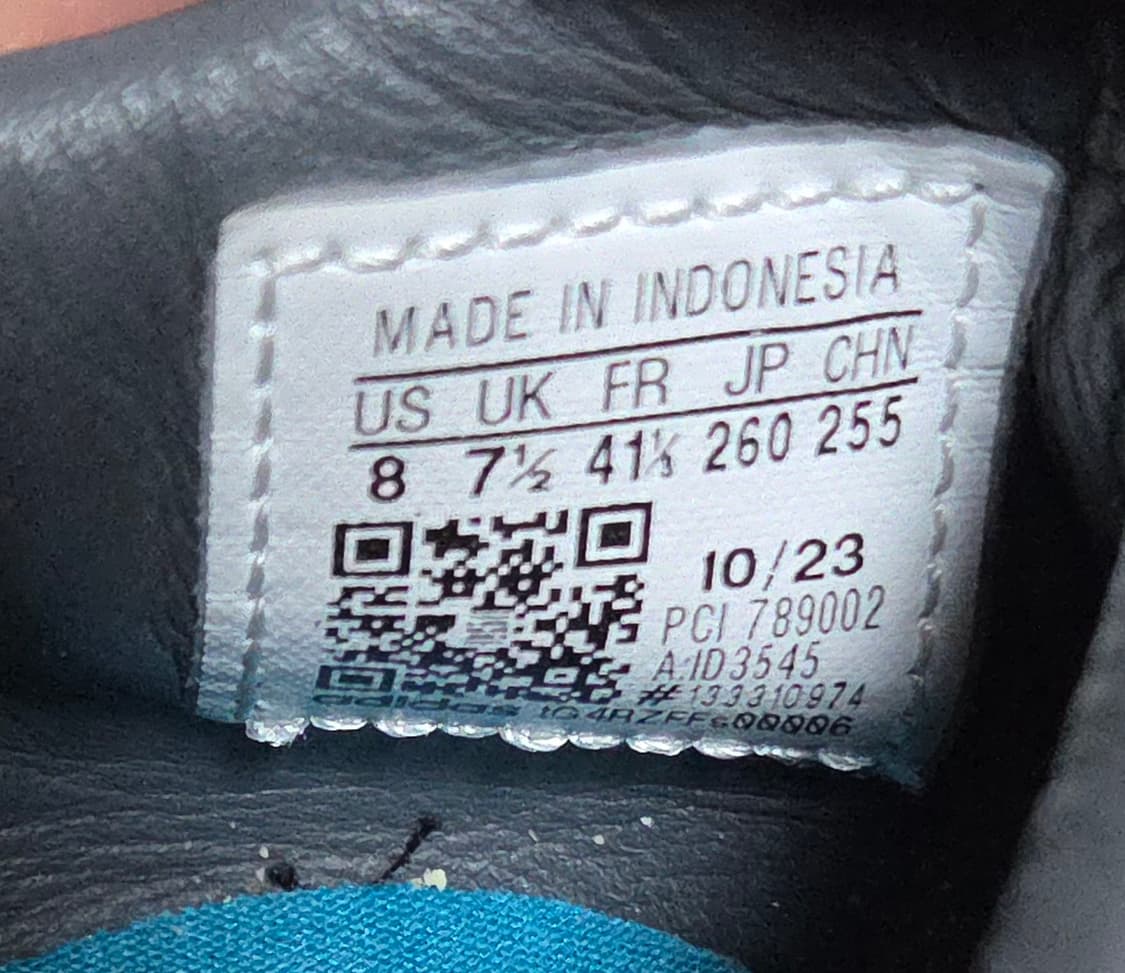 MADE IN INDONESIA
US UK FR JP CHN
8 7½ 41⅓ 260 255
10/23
PCI 789002
A:ID3545
#133310974
adidas